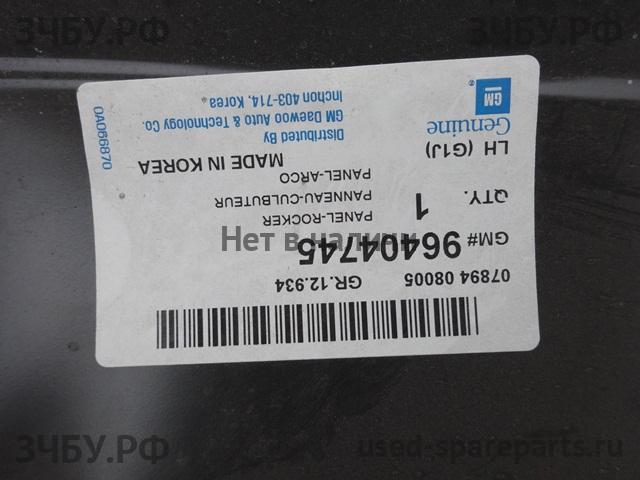 ЗЧБУ.РФ
ЗЧБУ.РФ
GM
Genuine
®
Distributed By
GM Daewoo Auto & Technology Co.
Inchon 403-714, Korea
0A066870
LH (G1J)
MADE IN KOREA
PANEL-ARCO
PANNEAU-CULBUTEUR
PANEL-ROCKER
QTY. 1
GM# 96404745
Нет в наличии
07894 08005
GR.12.934
ЗЧБУ.РФ
used-spareparts.ru